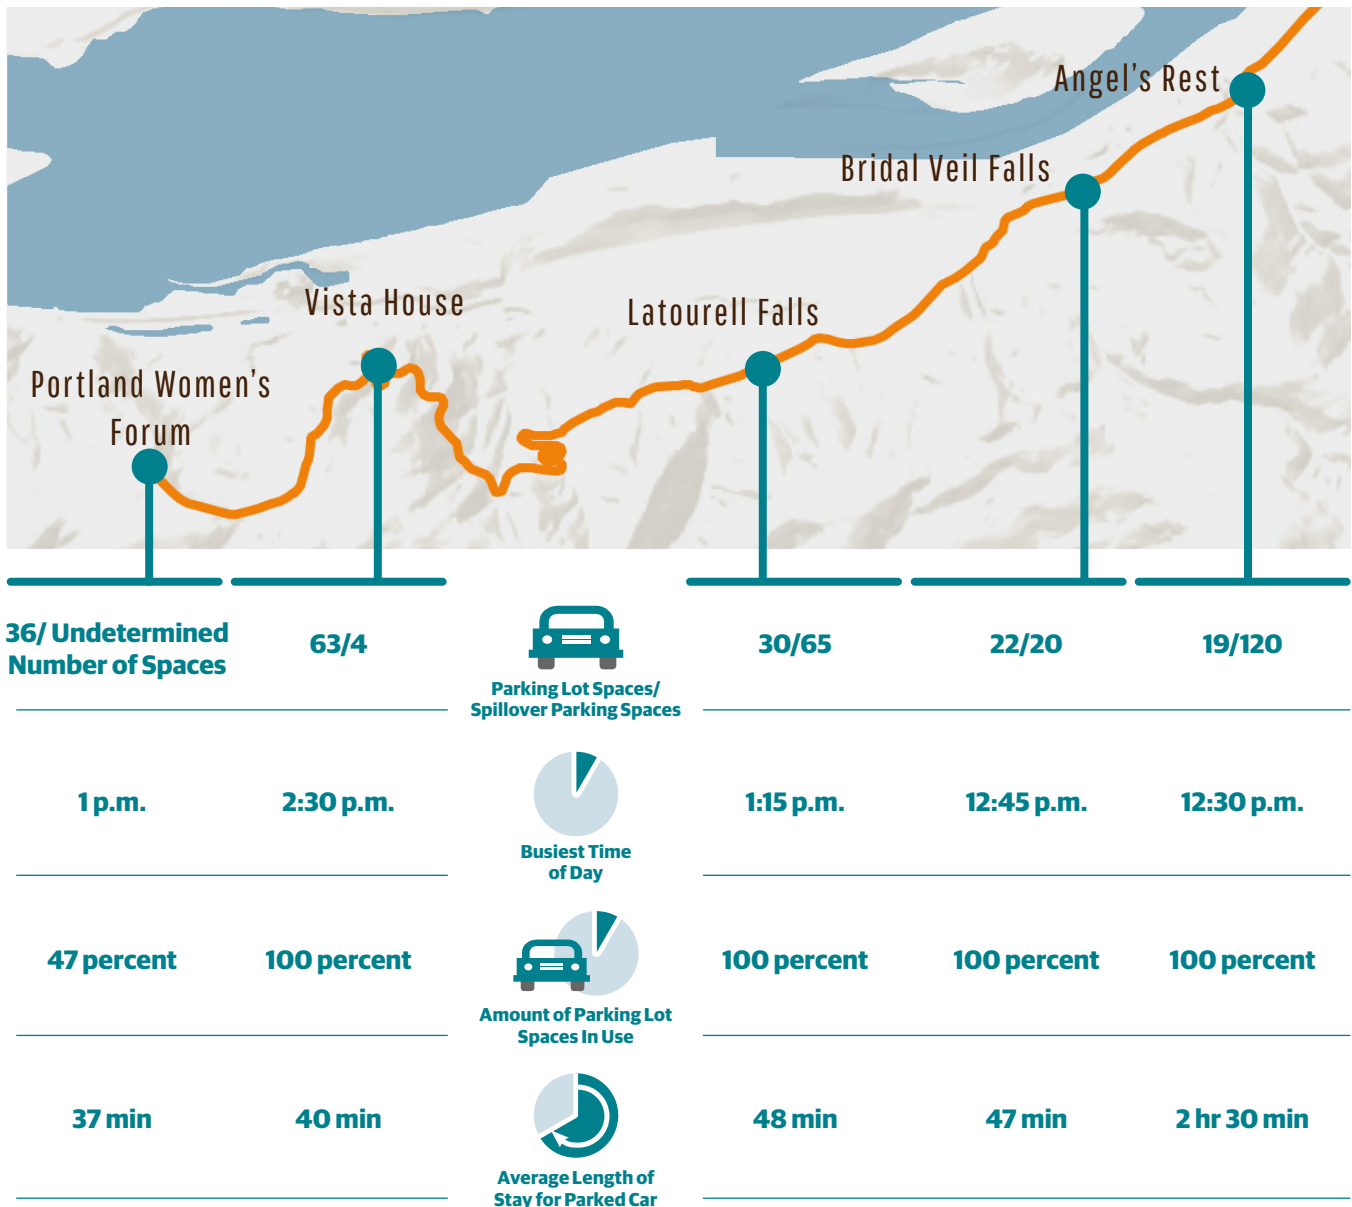 Angel's Rest
Bridal Veil Falls
Vista House
Latourell Falls
Portland Women's
Forum
36/ Undetermined
Number of Spaces
63/4
Parking Lot Spaces/
Spillover Parking Spaces
30/65
22/20
19/120
1 p.m.
2:30 p.m.
Busiest Time
of Day
1:15 p.m.
12:45 p.m.
12:30 p.m.
47 percent
100 percent
Amount of Parking Lot
Spaces In Use
100 percent
100 percent
100 percent
37 min
40 min
Average Length of
Stay for Parked Car
48 min
47 min
2 hr 30 min